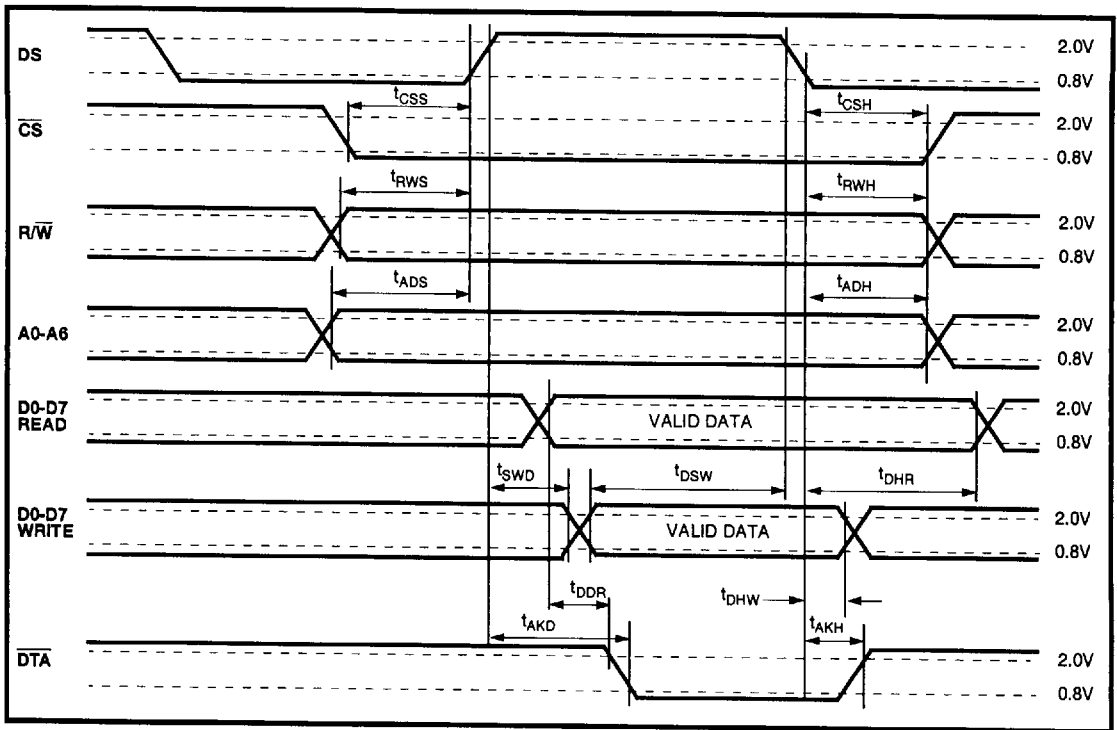 DS
2.0V
0.8V
tCSS
tCSH
C̅S̅
2.0V
0.8V
tRWS
tRWH
R/W̅
2.0V
0.8V
tADS
tADH
A0-A6
2.0V
0.8V
D0-D7
READ
VALID DATA
2.0V
0.8V
tSWD
tDSW
tDHR
D0-D7
WRITE
VALID DATA
2.0V
0.8V
tDDR
tDHW
tAKD
tAKH
D̅T̅A̅
2.0V
0.8V